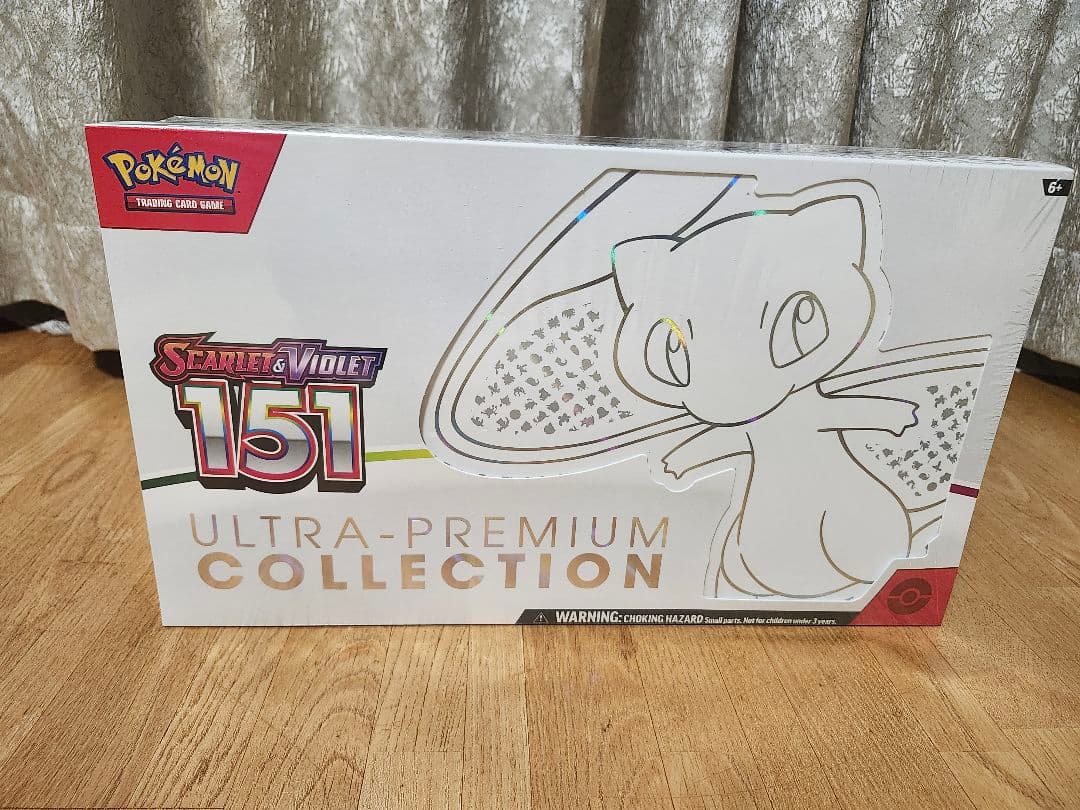 POKÉMON
TRADING CARD GAME
6+
SCARLET & VIOLET
151
ULTRA-PREMIUM
COLLECTION
WARNING: CHOKING HAZARD Small parts. Not for children under 3 years.